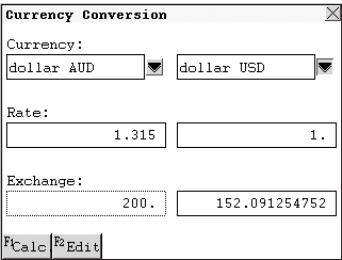 Currency Conversion
Currency:
dollar AUD dollar USD
Rate:
1.315 1.
Exchange:
200. 152.091254752
F1Calc F2Edit